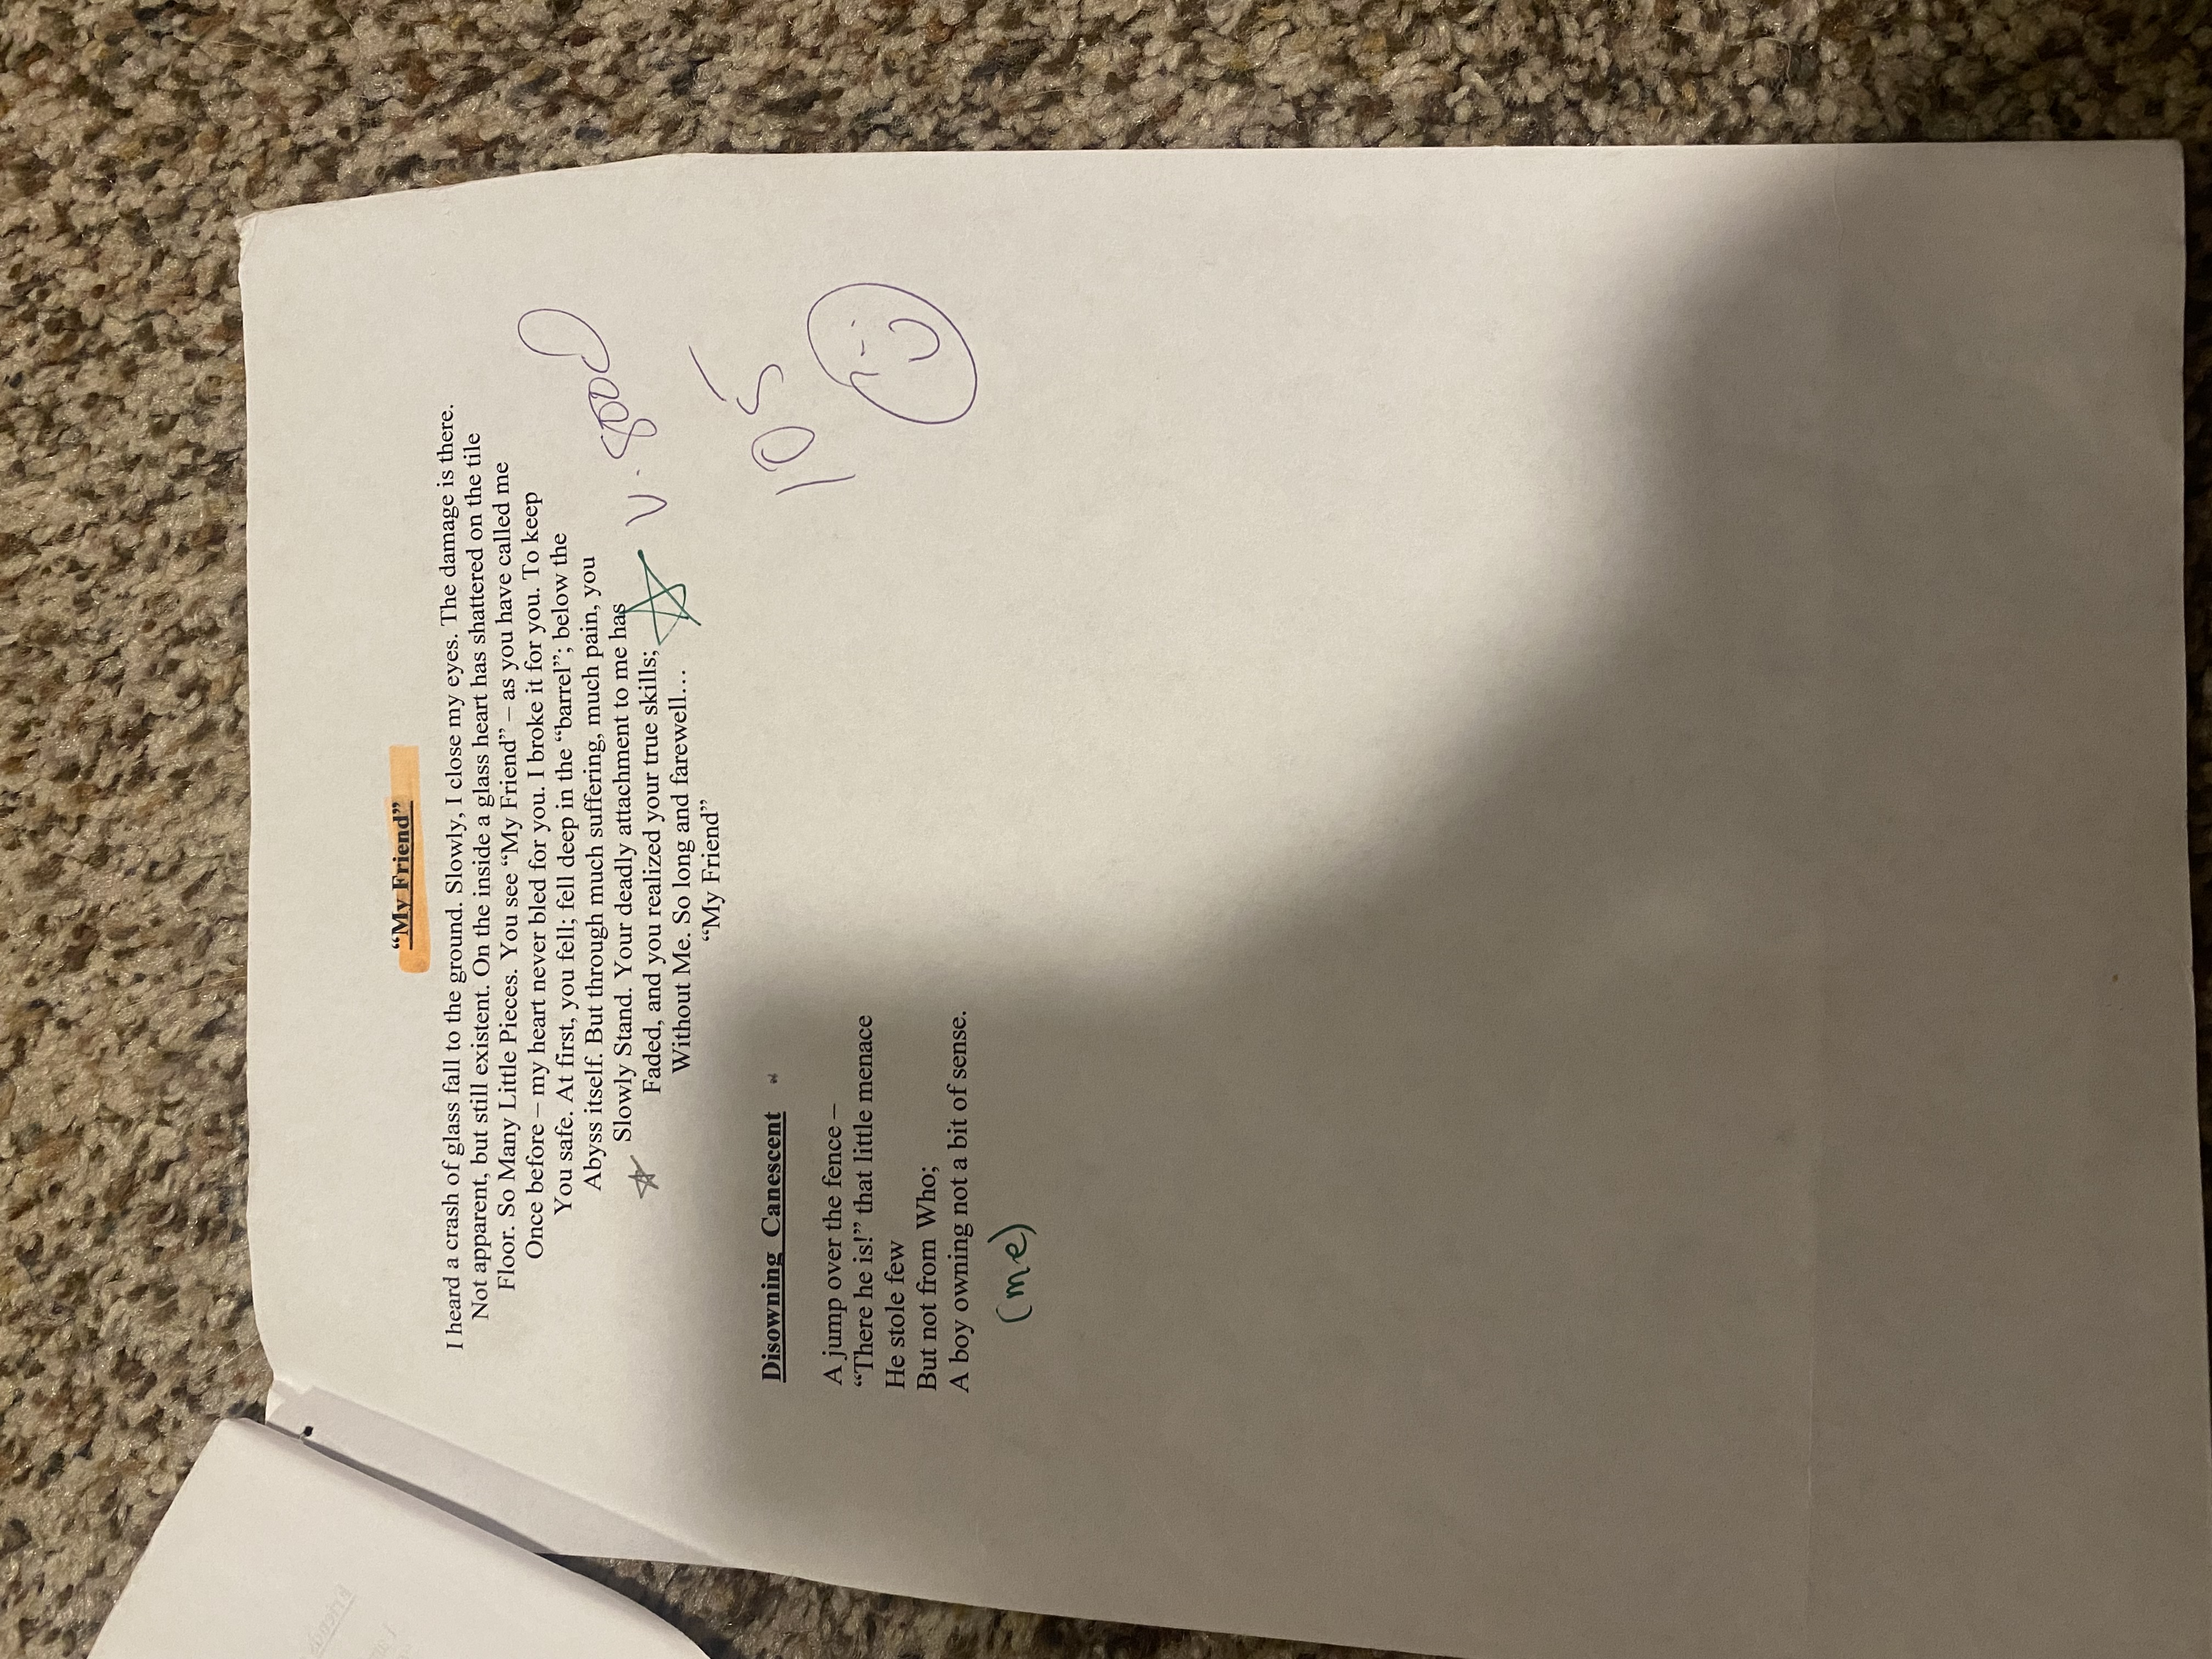 “My Friend”
I heard a crash of glass fall to the ground. Slowly, I close my eyes. The damage is there.
Not apparent, but still existent. On the inside a glass heart has shattered on the tile
Floor. So Many Little Pieces. You see “My Friend” – as you have called me
Once before – my heart never bled for you. I broke it for you. To keep
You safe. At first, you fell; fell deep in the “barrel”; below the
Abyss itself. But through much suffering, much pain, you
Slowly Stand. Your deadly attachment to me has
Faded, and you realized your true skills;
Without Me. So long and farewell…
“My Friend”
v. good
105
Disowning Canescent
A jump over the fence –
“There he is!” that little menace
He stole few
But not from Who;
A boy owning not a bit of sense.
(me)